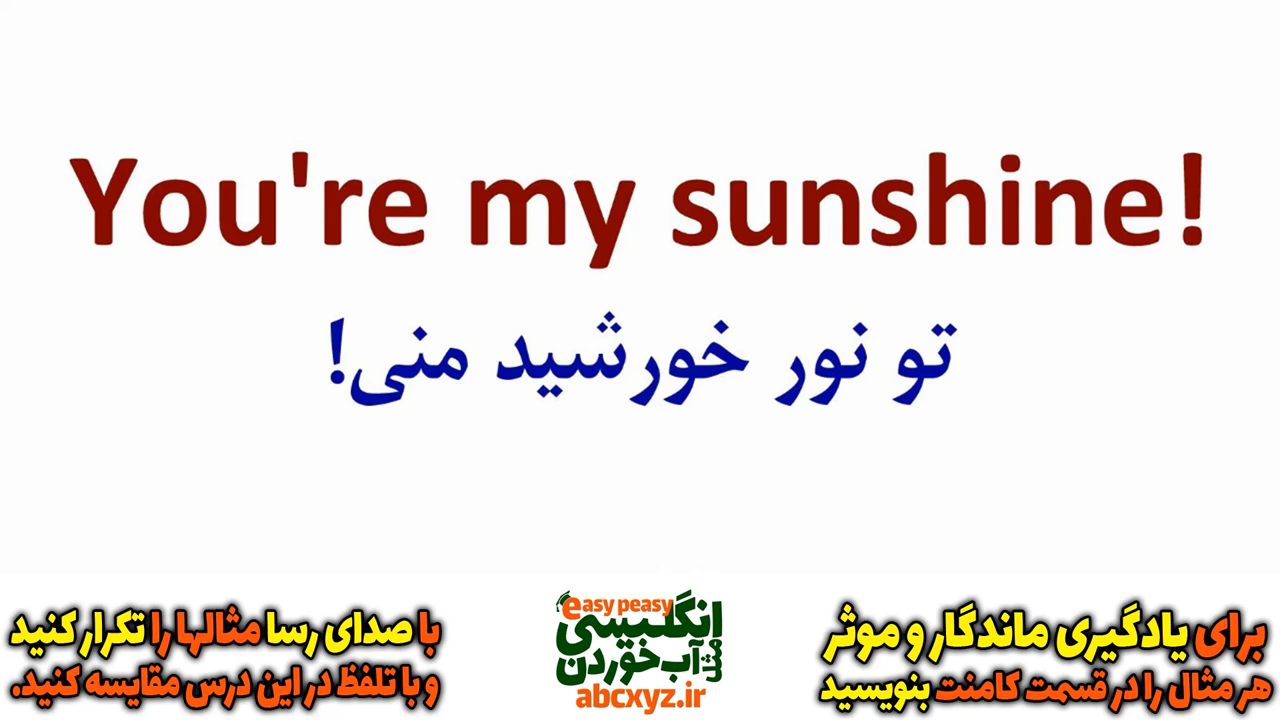 You're my sunshine!
تو نور خورشید منی!
برای یادگیری ماندگار و موثر
هر مثال را در قسمت کامنت بنویسید
easy peasy
انگلیسی
مثل آب خوردن
abcxyz.ir
با صدای رسا مثالها را تکرار کنید
و با تلفظ در این درس مقایسه کنید.